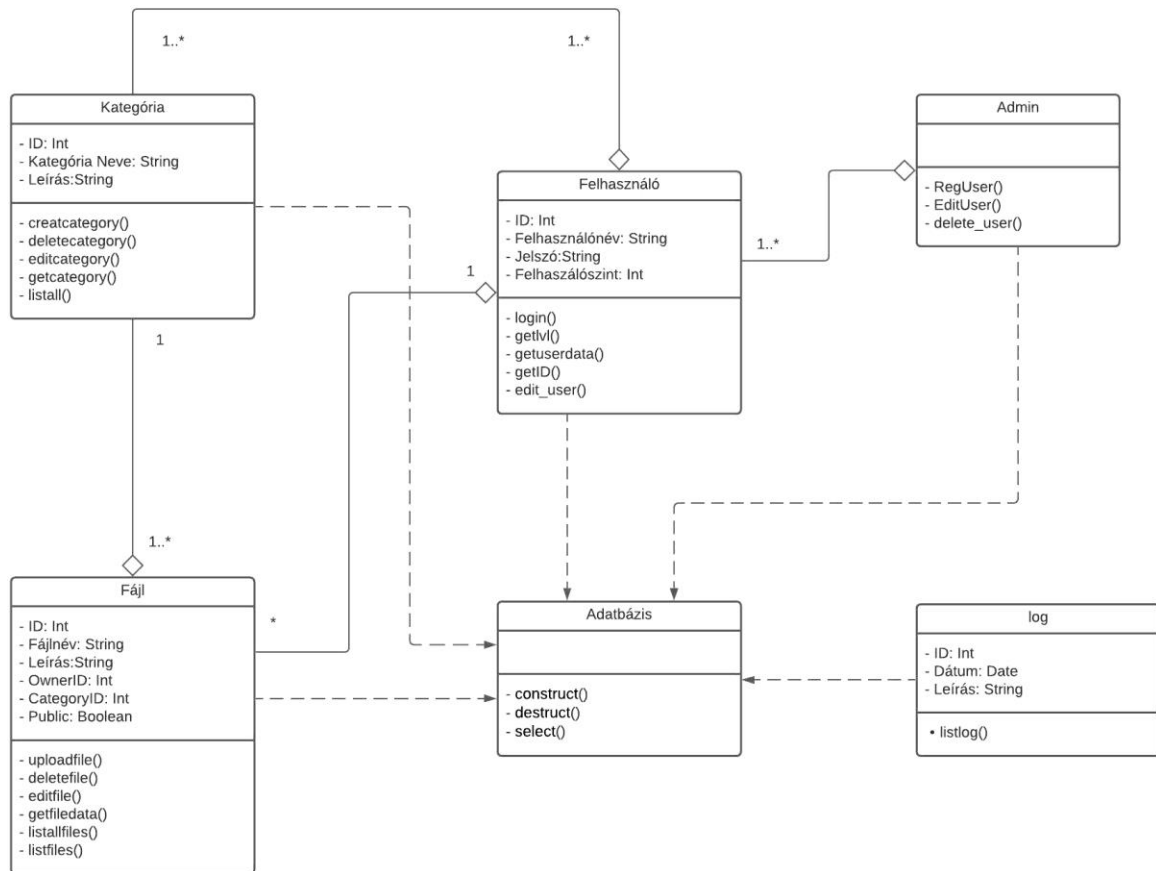 1..*
1..*
Kategória
- ID: Int
- Kategória Neve: String
- Leírás:String
- creatcategory()
- deletecategory()
- editcategory()
- getcategory()
- listall()
Admin
- RegUser()
- EditUser()
- delete_user()
Felhasználó
- ID: Int
- Felhasználónév: String
- Jelszó:String
- Felhaszálószint: Int
- login()
- getlvl()
- getuserdata()
- getID()
- edit_user()
1..*
1
1
1..*
*
Fájl
- ID: Int
- Fájlnév: String
- Leírás:String
- OwnerID: Int
- CategoryID: Int
- Public: Boolean
- uploadfile()
- deletefile()
- editfile()
- getfiledata()
- listallfiles()
- listfiles()
Adatbázis
- construct()
- destruct()
- select()
log
- ID: Int
- Dátum: Date
- Leírás: String
• listlog()